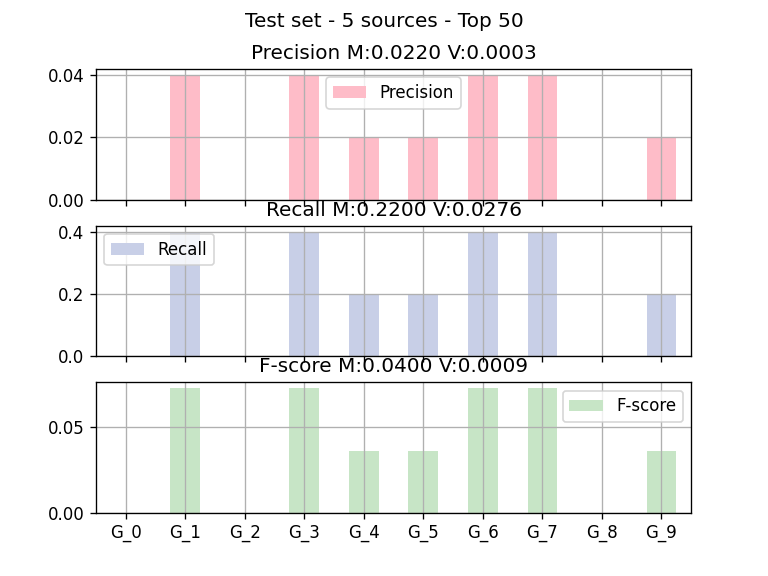 Test set - 5 sources - Top 50
Precision M:0.0220 V:0.0003
0.04
Precision
0.02
0.00
Recall M:0.2200 V:0.0276
0.4
Recall
0.2
0.0
F-score M:0.0400 V:0.0009
F-score
0.05
0.00
G_0 G_1 G_2 G_3 G_4 G_5 G_6 G_7 G_8 G_9